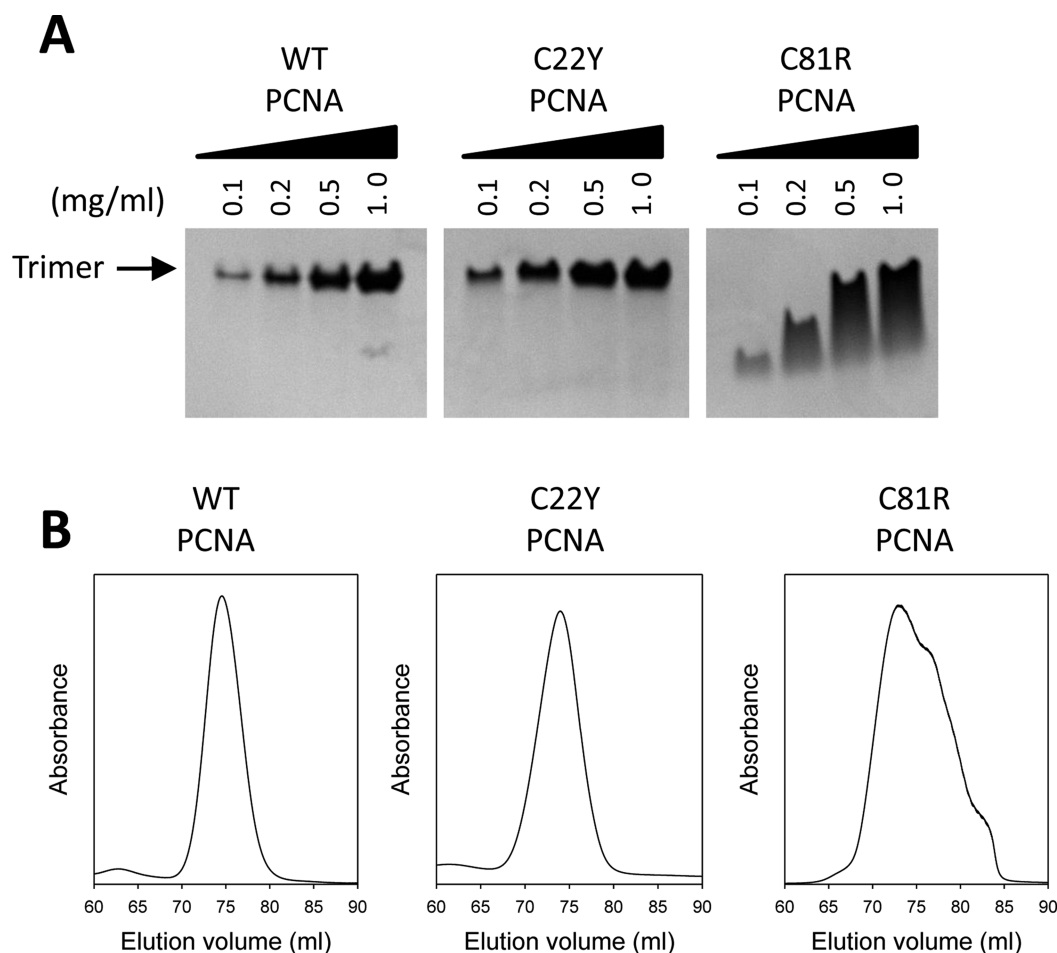 A
WT
PCNA
C22Y
PCNA
C81R
PCNA
(mg/ml)
0.1 0.2 0.5 1. 0
0.1 0.2 0.5 1. 0
0.1 0.2 0.5 1. 0
Trimer
B
WT
PCNA
C22Y
PCNA
C81R
PCNA
Absorbance
60 65 70 75 80 85 90
Elution volume (ml)
Absorbance
60 65 70 75 80 85 90
Elution volume (ml)
Absorbance
60 65 70 75 80 85 90
Elution volume (ml)